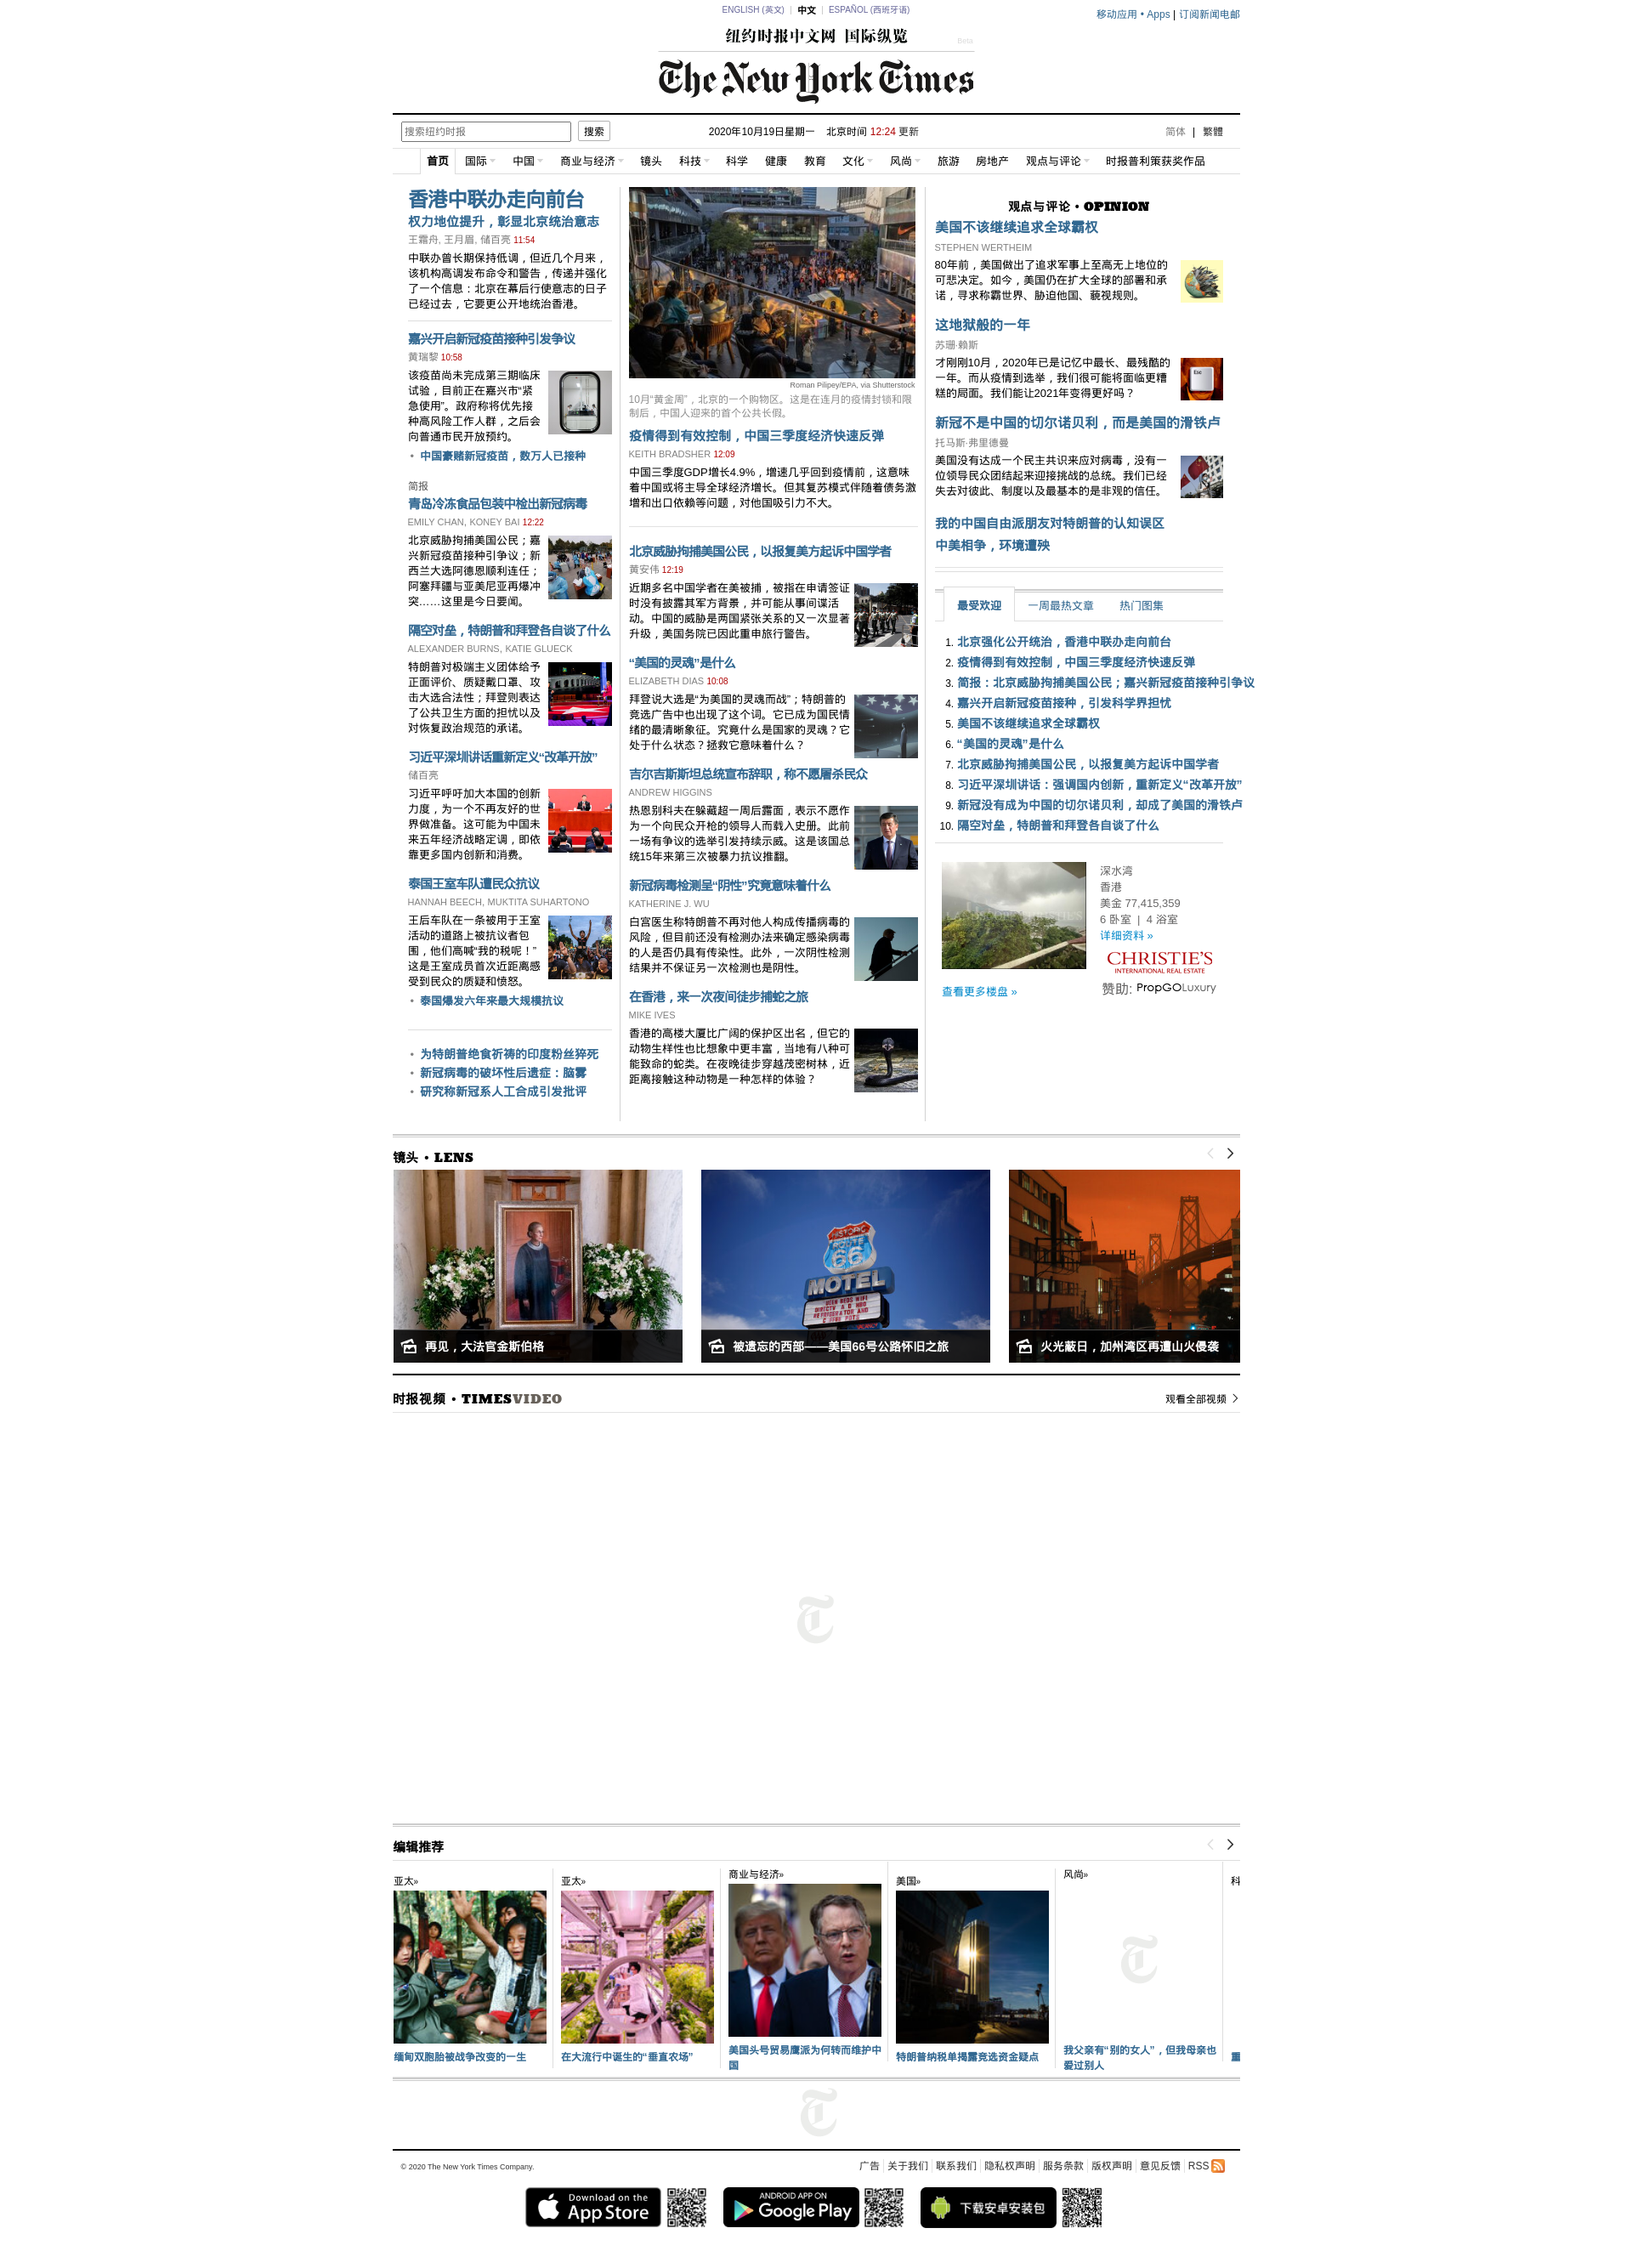 ENGLISH (英文) | 中文 | ESPAÑOL (西班牙语)
移动应用 • Apps | 订阅新闻电邮
纽约时报中文网 国际纵览
Beta
The New York Times
搜索纽约时报 搜索
2020年10月19日星期一 北京时间 12:24 更新
简体 | 繁體
首页 国际 中国 商业与经济 镜头 科技 科学 健康 教育 文化 风尚 旅游 房地产 观点与评论 时报普利策获奖作品
香港中联办走向前台
权力地位提升，彰显北京统治意志
王霜舟, 王月眉, 储百亮 11:54
中联办曾长期保持低调，但近几个月来，
该机构高调发布命令和警告，传递并强化
了一个信息：北京在幕后行使意志的日子
已经过去，它要更公开地统治香港。
嘉兴开启新冠疫苗接种引发争议
黄瑞黎 10:58
该疫苗尚未完成第三期临床
试验，目前正在嘉兴市“紧
急使用”。政府称将优先接
种高风险工作人群，之后会
向普通市民开放预约。
• 中国豪赌新冠疫苗，数万人已接种
简报
青岛冷冻食品包装中检出新冠病毒
EMILY CHAN, KONEY BAI 12:22
北京威胁拘捕美国公民；嘉
兴新冠疫苗接种引争议；新
西兰大选阿德恩顺利连任；
阿塞拜疆与亚美尼亚再爆冲
突……这里是今日要闻。
隔空对垒，特朗普和拜登各自谈了什么
ALEXANDER BURNS, KATIE GLUECK
特朗普对极端主义团体给予
正面评价、质疑戴口罩、攻
击大选合法性；拜登则表达
了公共卫生方面的担忧以及
对恢复政治规范的承诺。
习近平深圳讲话重新定义“改革开放”
储百亮
习近平呼吁加大本国的创新
力度，为一个不再友好的世
界做准备。这可能为中国未
来五年经济战略定调，即依
靠更多国内创新和消费。
泰国王室车队遭民众抗议
HANNAH BEECH, MUKTITA SUHARTONO
王后车队在一条被用于王室
活动的道路上被抗议者包
围，他们高喊“我的税呢！”
这是王室成员首次近距离感
受到民众的质疑和愤怒。
• 泰国爆发六年来最大规模抗议
• 为特朗普绝食祈祷的印度粉丝猝死
• 新冠病毒的破坏性后遗症：脑雾
• 研究称新冠系人工合成引发批评
Roman Pilipey/EPA, via Shutterstock
10月“黄金周”，北京的一个购物区。这是在连月的疫情封锁和限
制后，中国人迎来的首个公共长假。
疫情得到有效控制，中国三季度经济快速反弹
KEITH BRADSHER 12:09
中国三季度GDP增长4.9%，增速几乎回到疫情前，这意味
着中国或将主导全球经济增长。但其复苏模式伴随着债务激
增和出口依赖等问题，对他国吸引力不大。
北京威胁拘捕美国公民，以报复美方起诉中国学者
黄安伟 12:19
近期多名中国学者在美被捕，被指在申请签证
时没有披露其军方背景，并可能从事间谍活
动。中国的威胁是两国紧张关系的又一次显著
升级，美国务院已因此重申旅行警告。
“美国的灵魂”是什么
ELIZABETH DIAS 10:08
拜登说大选是“为美国的灵魂而战”；特朗普的
竞选广告中也出现了这个词。它已成为国民情
绪的最清晰象征。究竟什么是国家的灵魂？它
处于什么状态？拯救它意味着什么？
吉尔吉斯斯坦总统宣布辞职，称不愿屠杀民众
ANDREW HIGGINS
热恩别科夫在躲藏超一周后露面，表示不愿作
为一个向民众开枪的领导人而载入史册。此前
一场有争议的选举引发持续示威。这是该国总
统15年来第三次被暴力抗议推翻。
新冠病毒检测呈“阴性”究竟意味着什么
KATHERINE J. WU
白宫医生称特朗普不再对他人构成传播病毒的
风险，但目前还没有检测办法来确定感染病毒
的人是否仍具有传染性。此外，一次阴性检测
结果并不保证另一次检测也是阴性。
在香港，来一次夜间徒步捕蛇之旅
MIKE IVES
香港的高楼大厦比广阔的保护区出名，但它的
动物生样性也比想象中更丰富，当地有八种可
能致命的蛇类。在夜晚徒步穿越茂密树林，近
距离接触这种动物是一种怎样的体验？
观点与评论 • OPINION
美国不该继续追求全球霸权
STEPHEN WERTHEIM
80年前，美国做出了追求军事上至高无上地位的
可悲决定。如今，美国仍在扩大全球的部署和承
诺，寻求称霸世界、胁迫他国、藐视规则。
这地狱般的一年
苏珊·赖斯
才刚刚10月，2020年已是记忆中最长、最残酷的
一年。而从疫情到选举，我们很可能将面临更糟
糕的局面。我们能让2021年变得更好吗？
新冠不是中国的切尔诺贝利，而是美国的滑铁卢
托马斯·弗里德曼
美国没有达成一个民主共识来应对病毒，没有一
位领导民众团结起来迎接挑战的总统。我们已经
失去对彼此、制度以及最基本的是非观的信任。
我的中国自由派朋友对特朗普的认知误区
中美相争，环境遭殃
最受欢迎 一周最热文章 热门图集
1. 北京强化公开统治，香港中联办走向前台
2. 疫情得到有效控制，中国三季度经济快速反弹
3. 简报：北京威胁拘捕美国公民；嘉兴新冠疫苗接种引争议
4. 嘉兴开启新冠疫苗接种，引发科学界担忧
5. 美国不该继续追求全球霸权
6. “美国的灵魂”是什么
7. 北京威胁拘捕美国公民，以报复美方起诉中国学者
8. 习近平深圳讲话：强调国内创新，重新定义“改革开放”
9. 新冠没有成为中国的切尔诺贝利，却成了美国的滑铁卢
10. 隔空对垒，特朗普和拜登各自谈了什么
深水湾
香港
美金 77,415,359
6 卧室 | 4 浴室
详细资料 »
CHRISTIE'S
INTERNATIONAL REAL ESTATE
查看更多楼盘 »
赞助: PropGOLuxury
镜头 • LENS
ROUTE
66
MOTEL
再见，大法官金斯伯格
被遗忘的西部——美国66号公路怀旧之旅
火光蔽日，加州湾区再遭山火侵袭
时报视频 • TIMESVIDEO
观看全部视频
编辑推荐
亚太»
亚太»
商业与经济»
美国»
风尚»
科
缅甸双胞胎被战争改变的一生
在大流行中诞生的“垂直农场”
美国头号贸易鹰派为何转而维护中
国
特朗普纳税单揭露竞选资金疑点
我父亲有“别的女人”，但我母亲也
爱过别人
重
© 2020 The New York Times Company.
广告 关于我们 联系我们 隐私权声明 服务条款 版权声明 意见反馈 RSS
Download on the
App Store
ANDROID APP ON
Google Play
下载安卓安装包